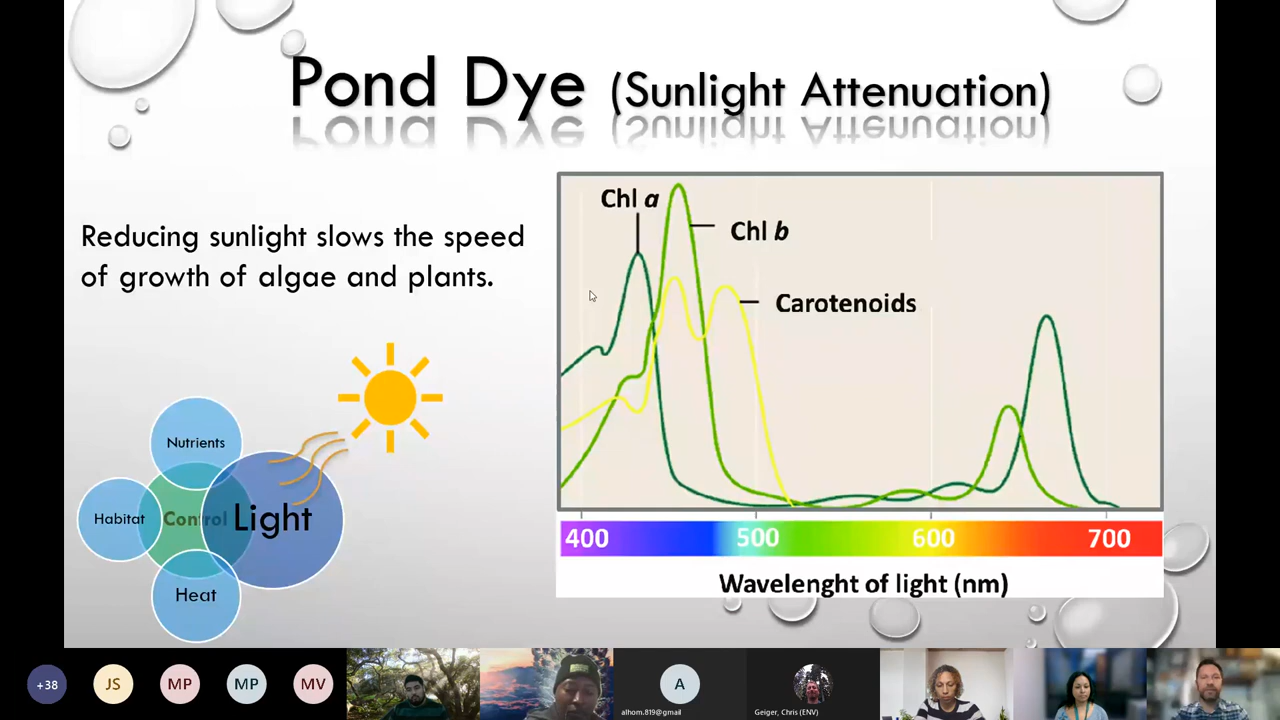 Pond Dye (Sunlight Attenuation)
Reducing sunlight slows the speed
of growth of algae and plants.
Nutrients
Habitat
Control
Light
Heat
Chl a
Chl b
Carotenoids
400 500 600 700
Wavelenght of light (nm)
+38
JS
MP
MP
MV
A
alhom.819@gmail
Geiger, Chris (ENV)